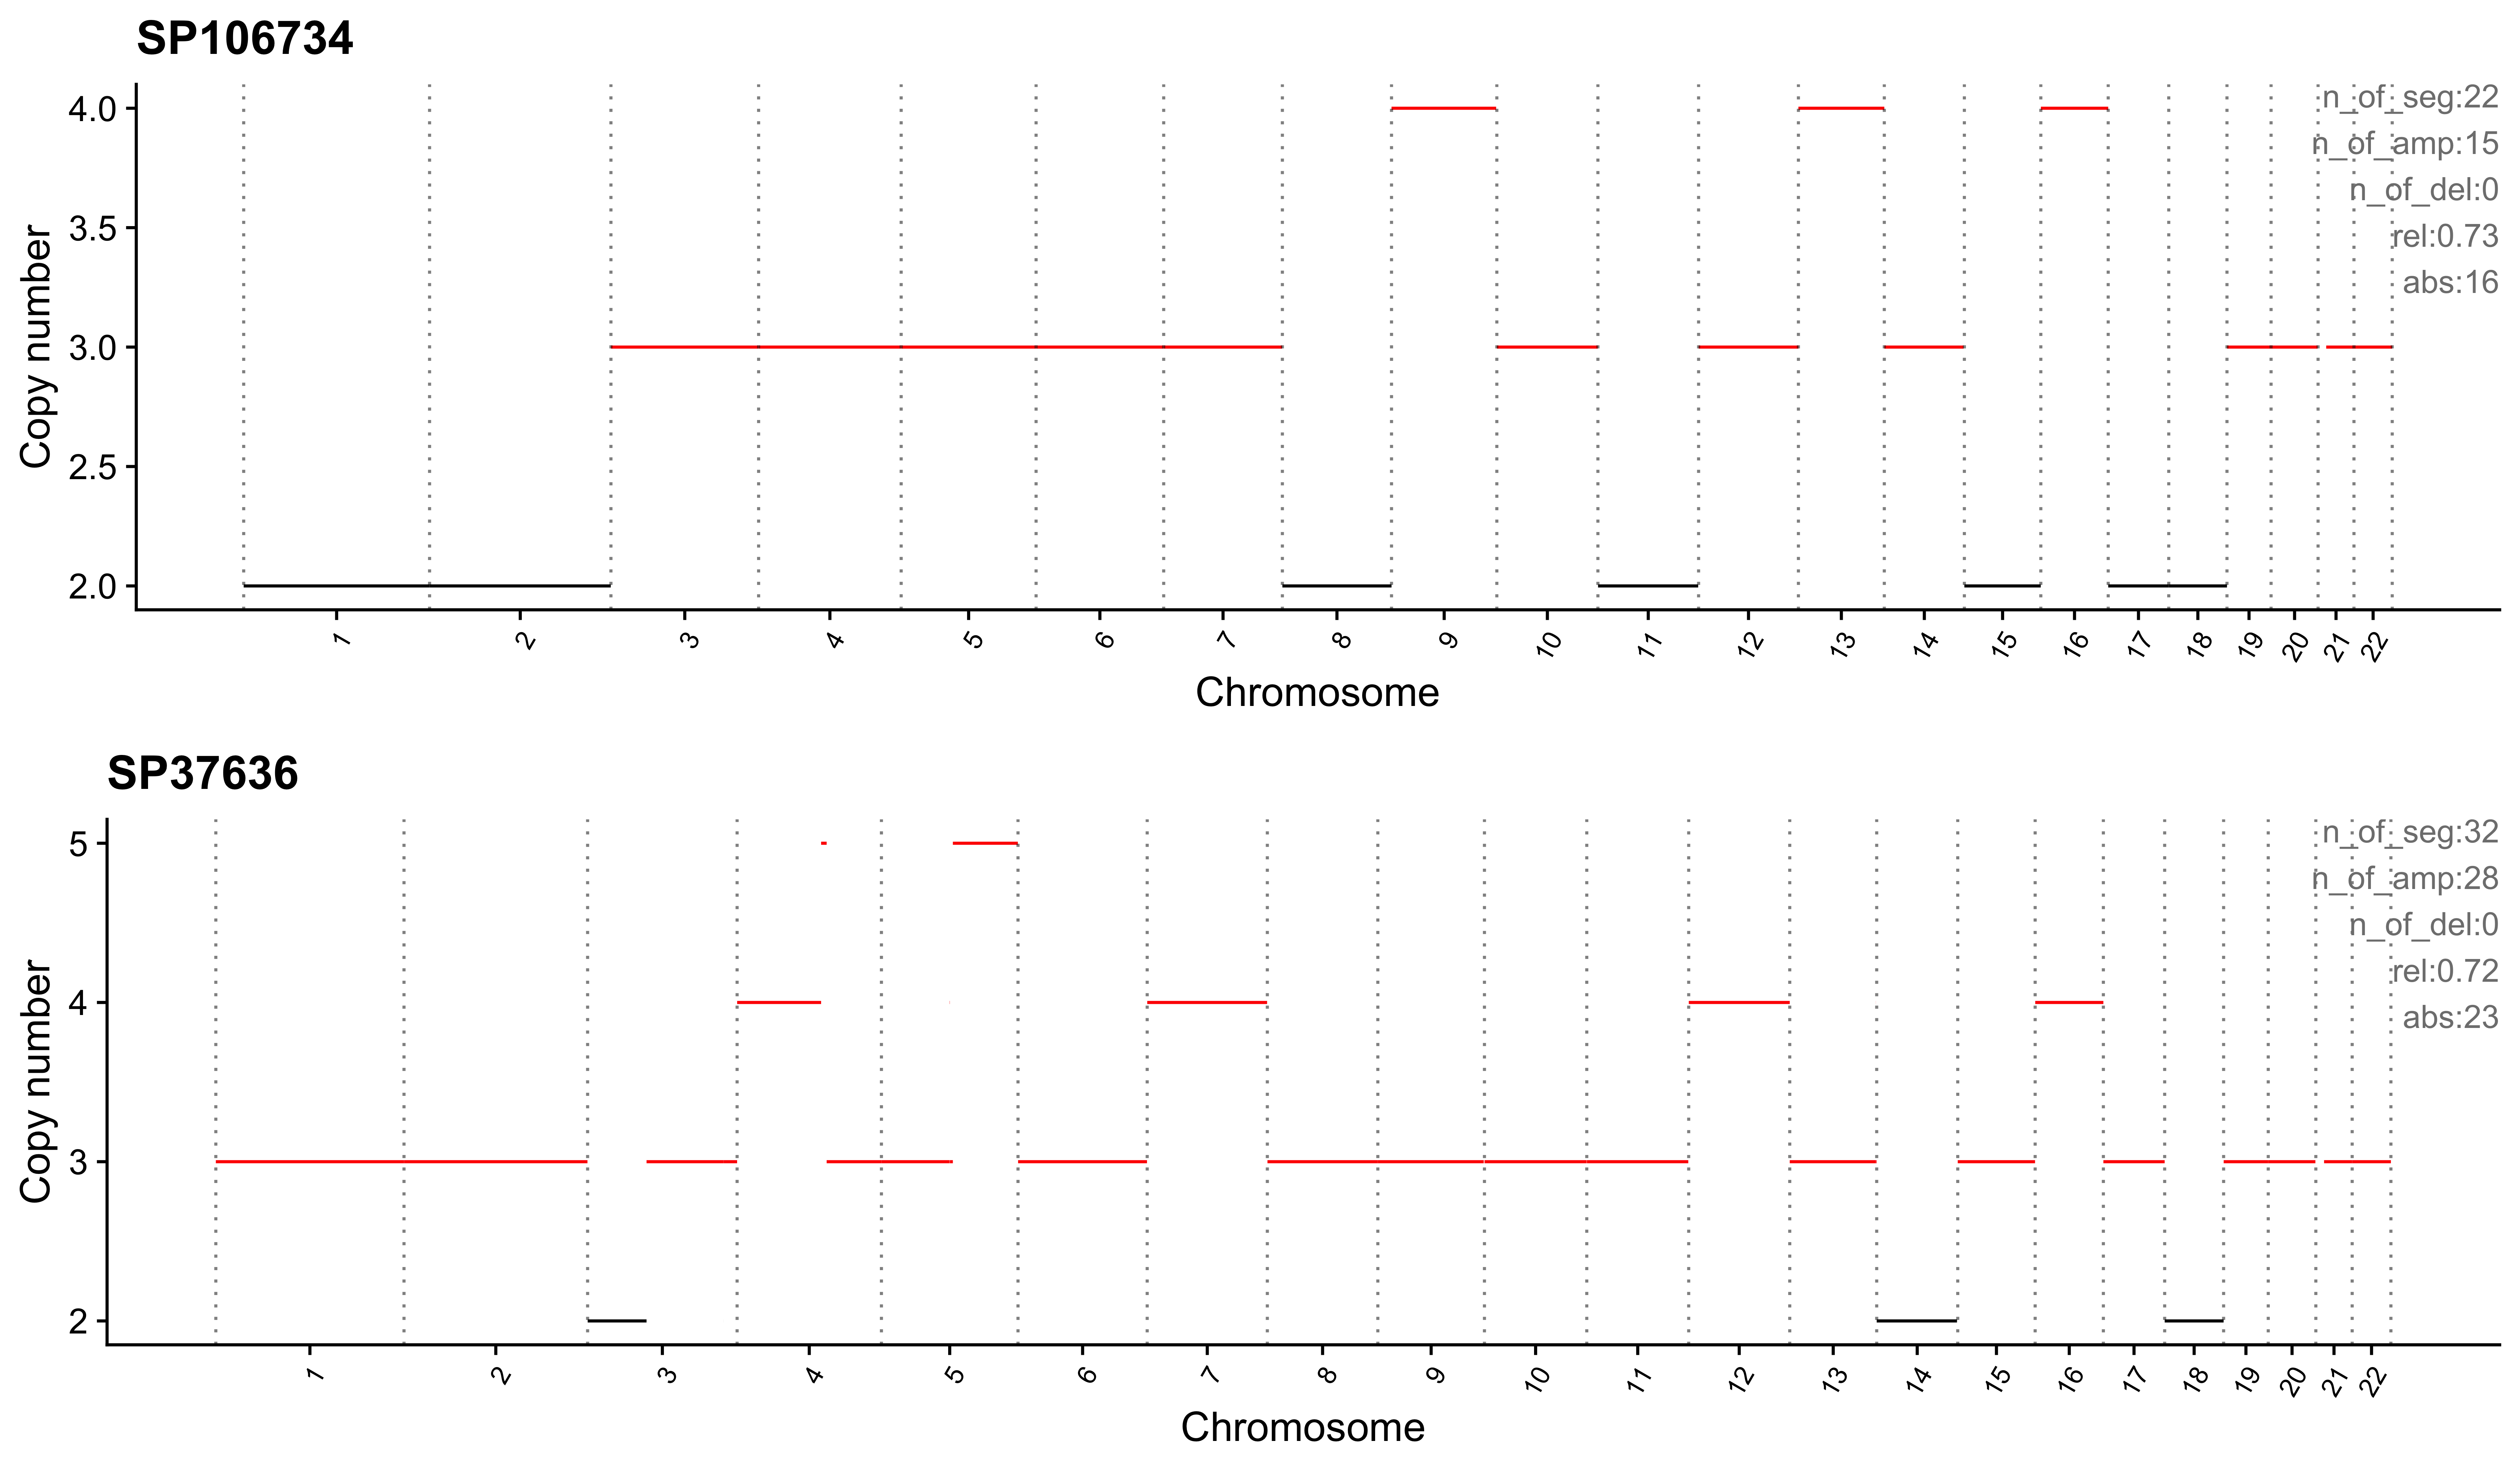 SP106734
n_of_seg:22
n_of_amp:15
n_of_del:0
rel:0.73
abs:16
Copy number
4.0
3.5
3.0
2.5
2.0
1 2 3 4 5 6 7 8 9 10 11 12 13 14 15 16 17 18 19 20 21 22
Chromosome
SP37636
n_of_seg:32
n_of_amp:28
n_of_del:0
rel:0.72
abs:23
Copy number
5
4
3
2
1 2 3 4 5 6 7 8 9 10 11 12 13 14 15 16 17 18 19 20 21 22
Chromosome